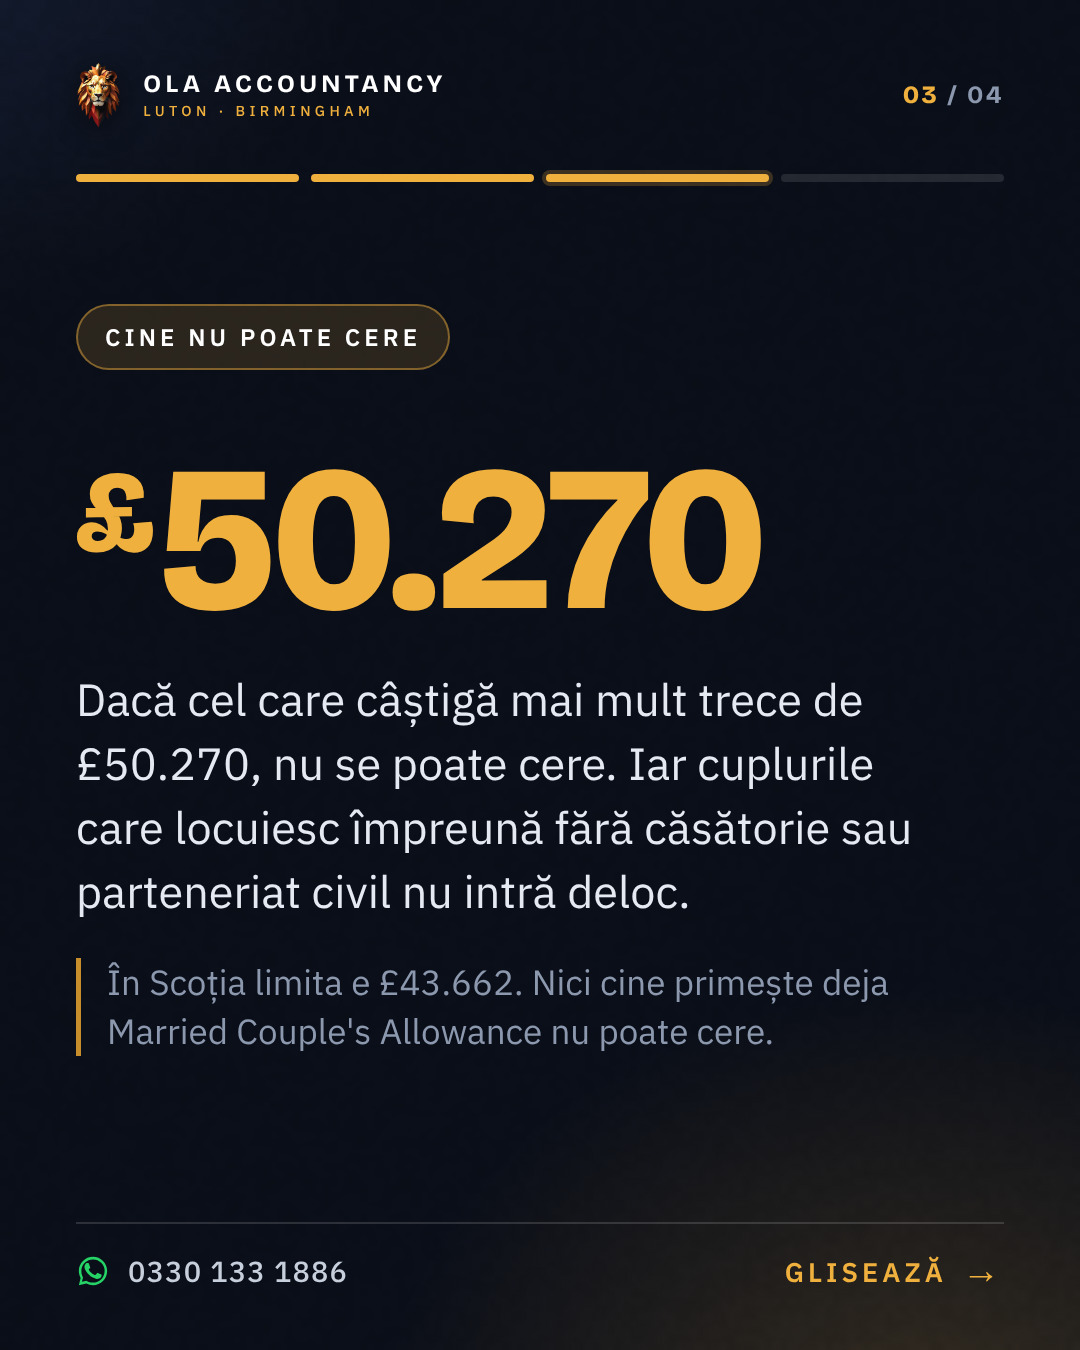 OLA ACCOUNTANCY
LUTON · BIRMINGHAM
03 / 04
CINE NU POATE CERE
£50.270
Dacă cel care câștigă mai mult trece de
£50.270, nu se poate cere. Iar cuplurile
care locuiesc împreună fără căsătorie sau
parteneriat civil nu intră deloc.
În Scoția limita e £43.662. Nici cine primește deja
Married Couple's Allowance nu poate cere.
0330 133 1886
GLISEAZĂ →